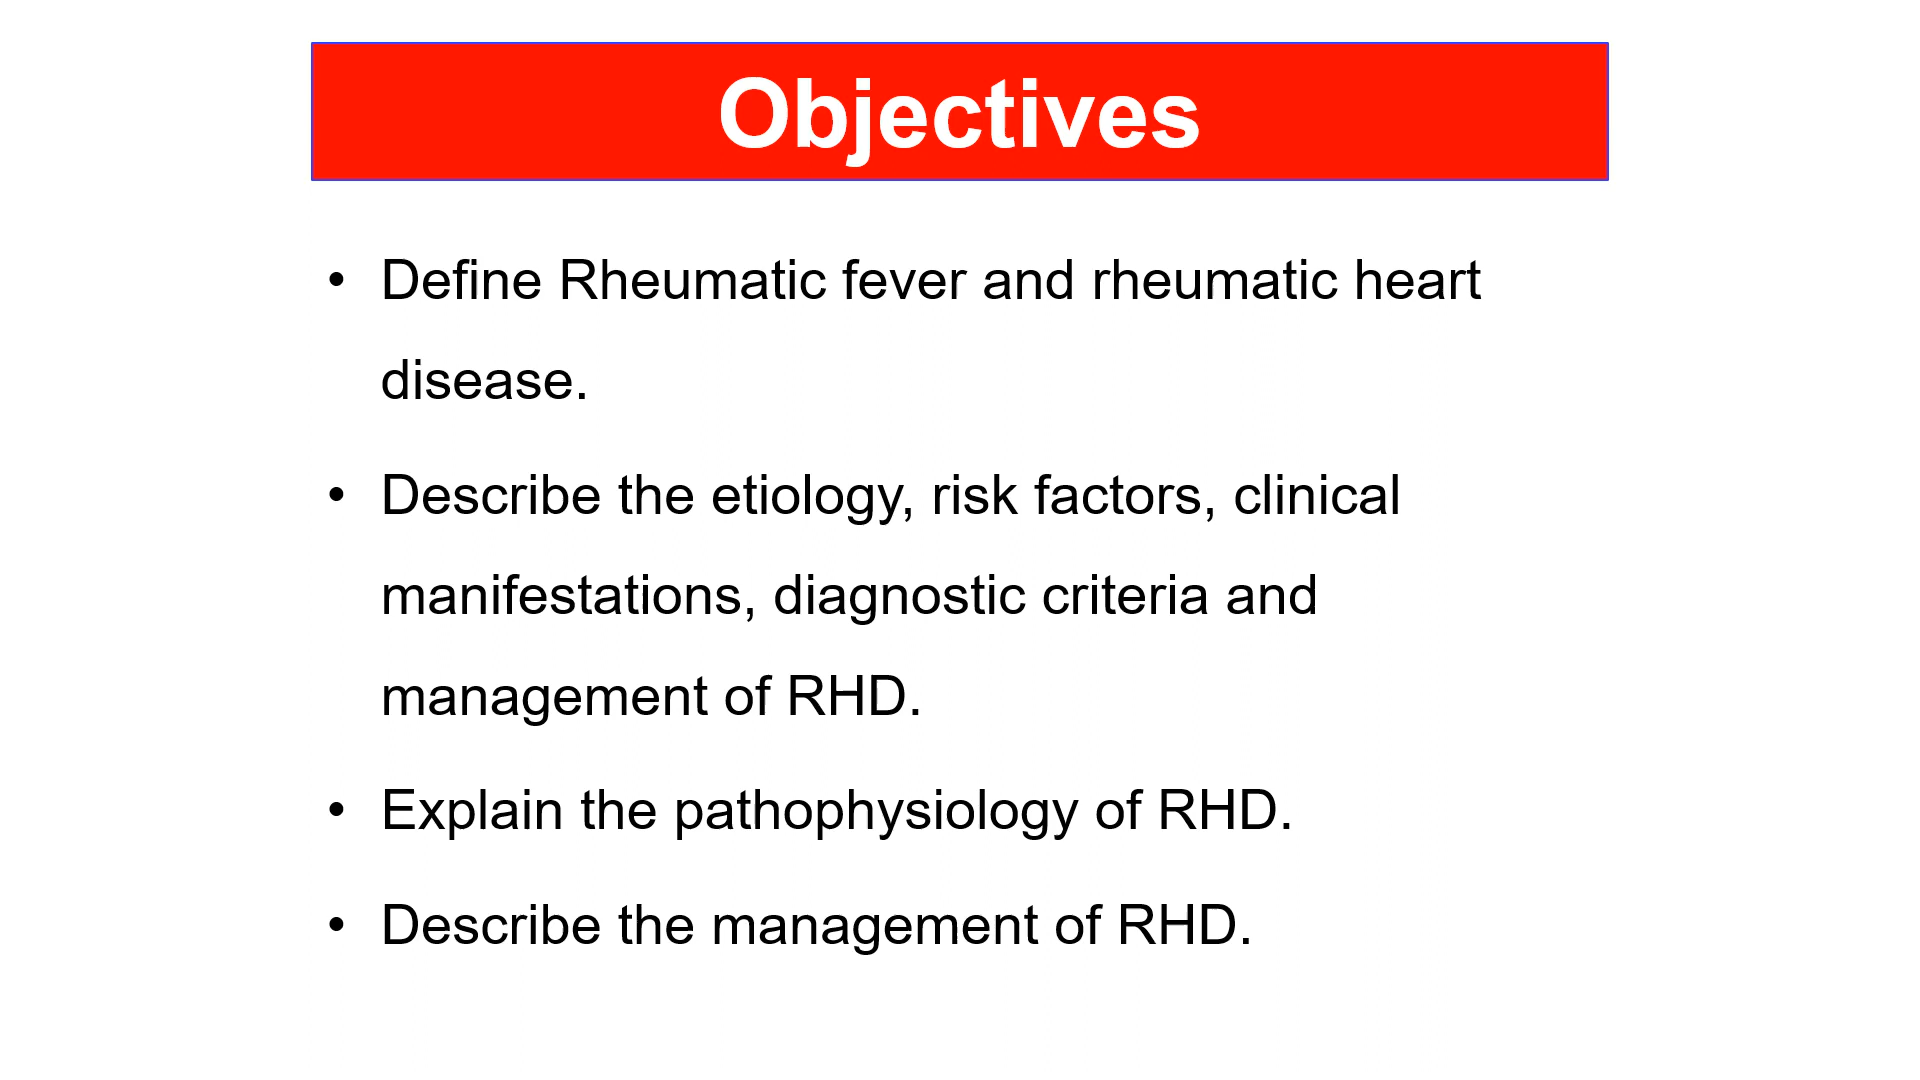 Objectives
• Define Rheumatic fever and rheumatic heart
disease.
• Describe the etiology, risk factors, clinical
manifestations, diagnostic criteria and
management of RHD.
• Explain the pathophysiology of RHD.
• Describe the management of RHD.